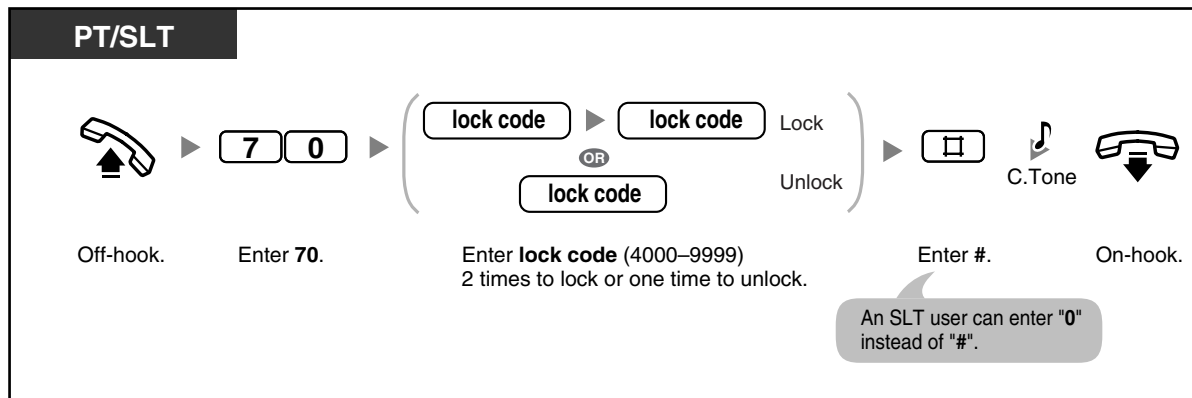 PT/SLT
7 0
lock code lock code Lock
OR
lock code Unlock
#
C.Tone
Off-hook.
Enter 70.
Enter lock code (4000–9999)
2 times to lock or one time to unlock.
Enter #.
On-hook.
An SLT user can enter "0"
instead of "#".